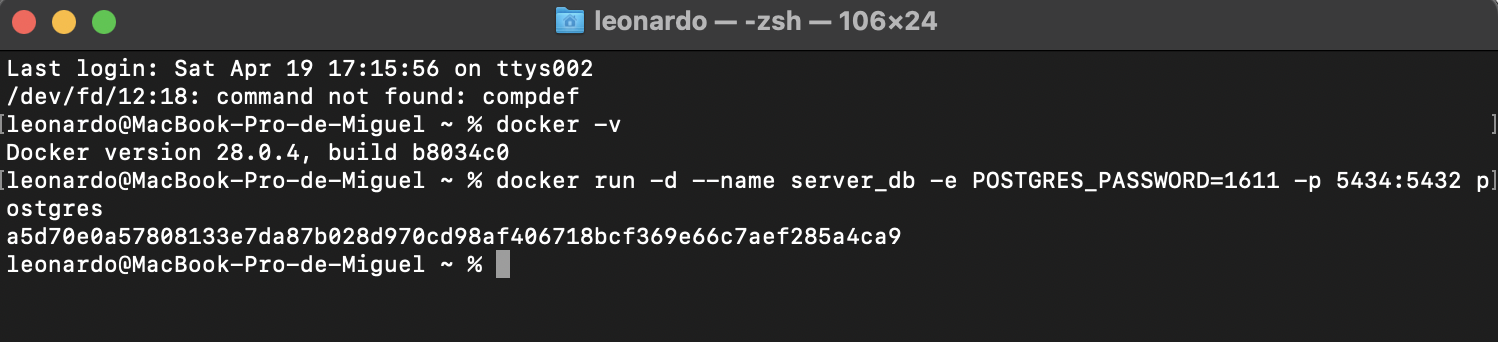 leonardo — -zsh — 106×24
Last login: Sat Apr 19 17:15:56 on ttys002
/dev/fd/12:18: command not found: compdef
[leonardo@MacBook-Pro-de-Miguel ~ % docker -v ]
Docker version 28.0.4, build b8034c0
[leonardo@MacBook-Pro-de-Miguel ~ % docker run -d --name server_db -e POSTGRES_PASSWORD=1611 -p 5434:5432 p]
ostgres
a5d70e0a57808133e7da87b028d970cd98af406718bcf369e66c7aef285a4ca9
leonardo@MacBook-Pro-de-Miguel ~ %